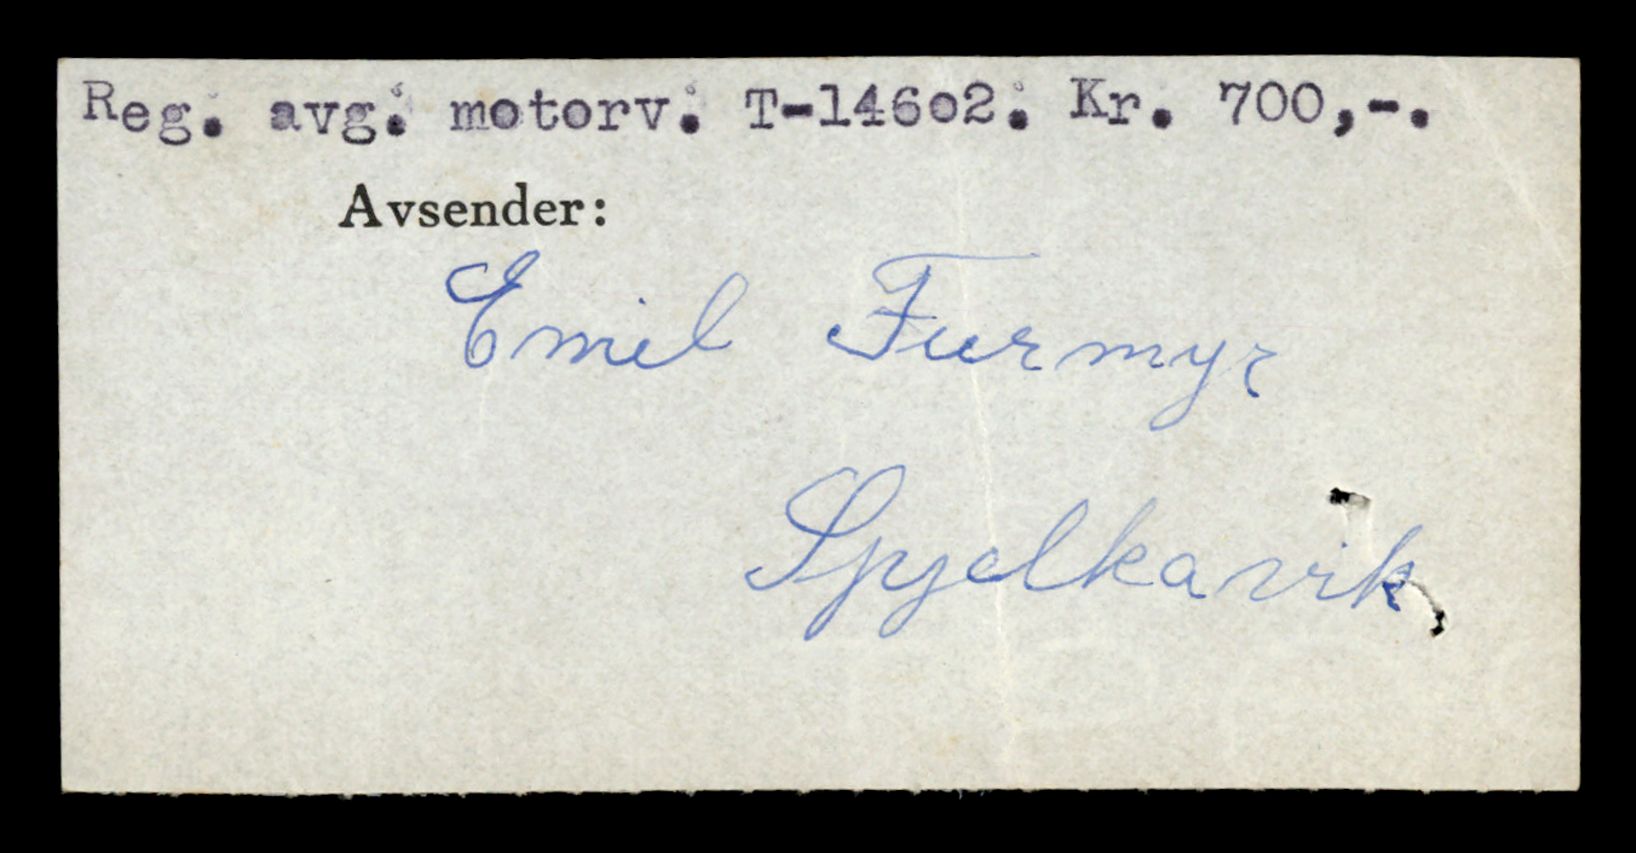 Reg. avg. motorv. T-14602. Kr. 700,-.
Avsender:
Emil Furmyr
Spjelkavik